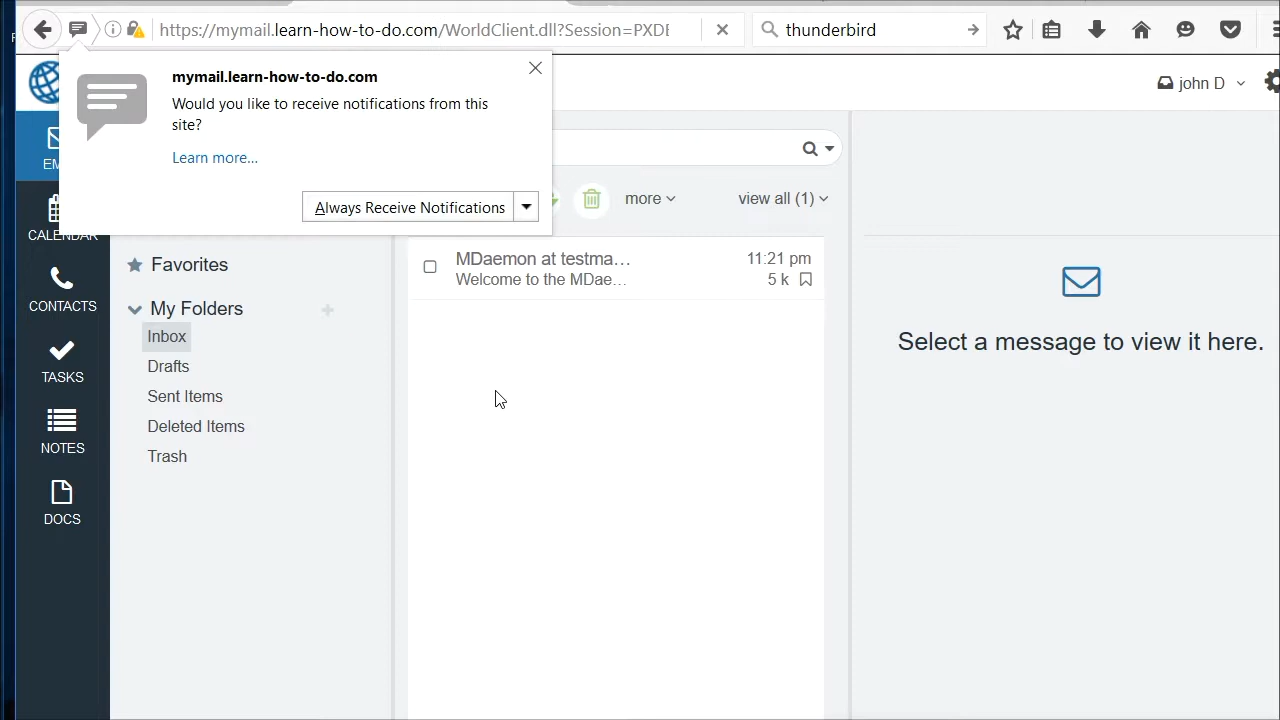 https://mymail.learn-how-to-do.com/WorldClient.dll?Session=PXDE
thunderbird
mymail.learn-how-to-do.com
Would you like to receive notifications from this
site?
Learn more...
Always Receive Notifications
john D
EM
CALENDAR
CONTACTS
TASKS
NOTES
DOCS
more
view all (1)
Favorites
My Folders
Inbox
Drafts
Sent Items
Deleted Items
Trash
MDaemon at testma...
11:21 pm
Welcome to the MDae...
5 k
Select a message to view it here.